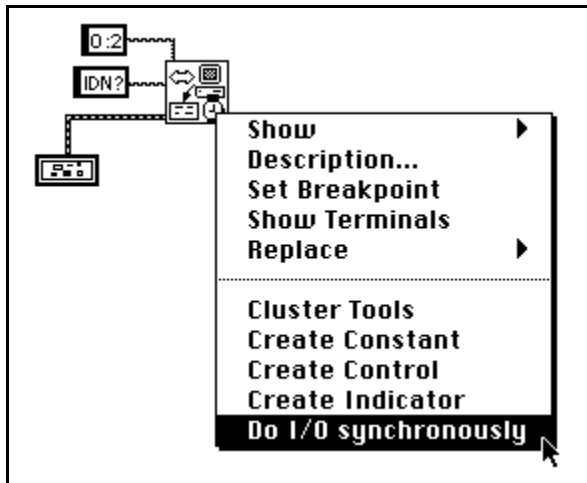 0:2
IDN?
Show
Description...
Set Breakpoint
Show Terminals
Replace
Cluster Tools
Create Constant
Create Control
Create Indicator
Do I/O synchronously